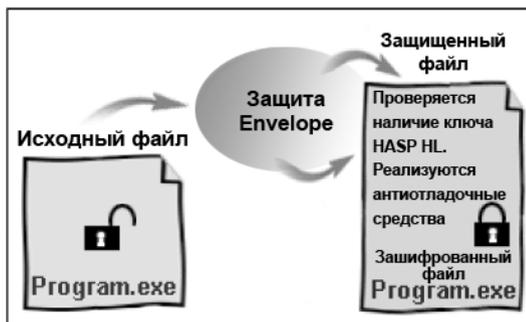 Исходный файл
Program.exe
Защита
Envelope
Защищенный
файл
Проверяется
наличие ключа
HASP HL.
Реализуются
антиотладочные
средства
Зашифрованный
файл
Program.exe